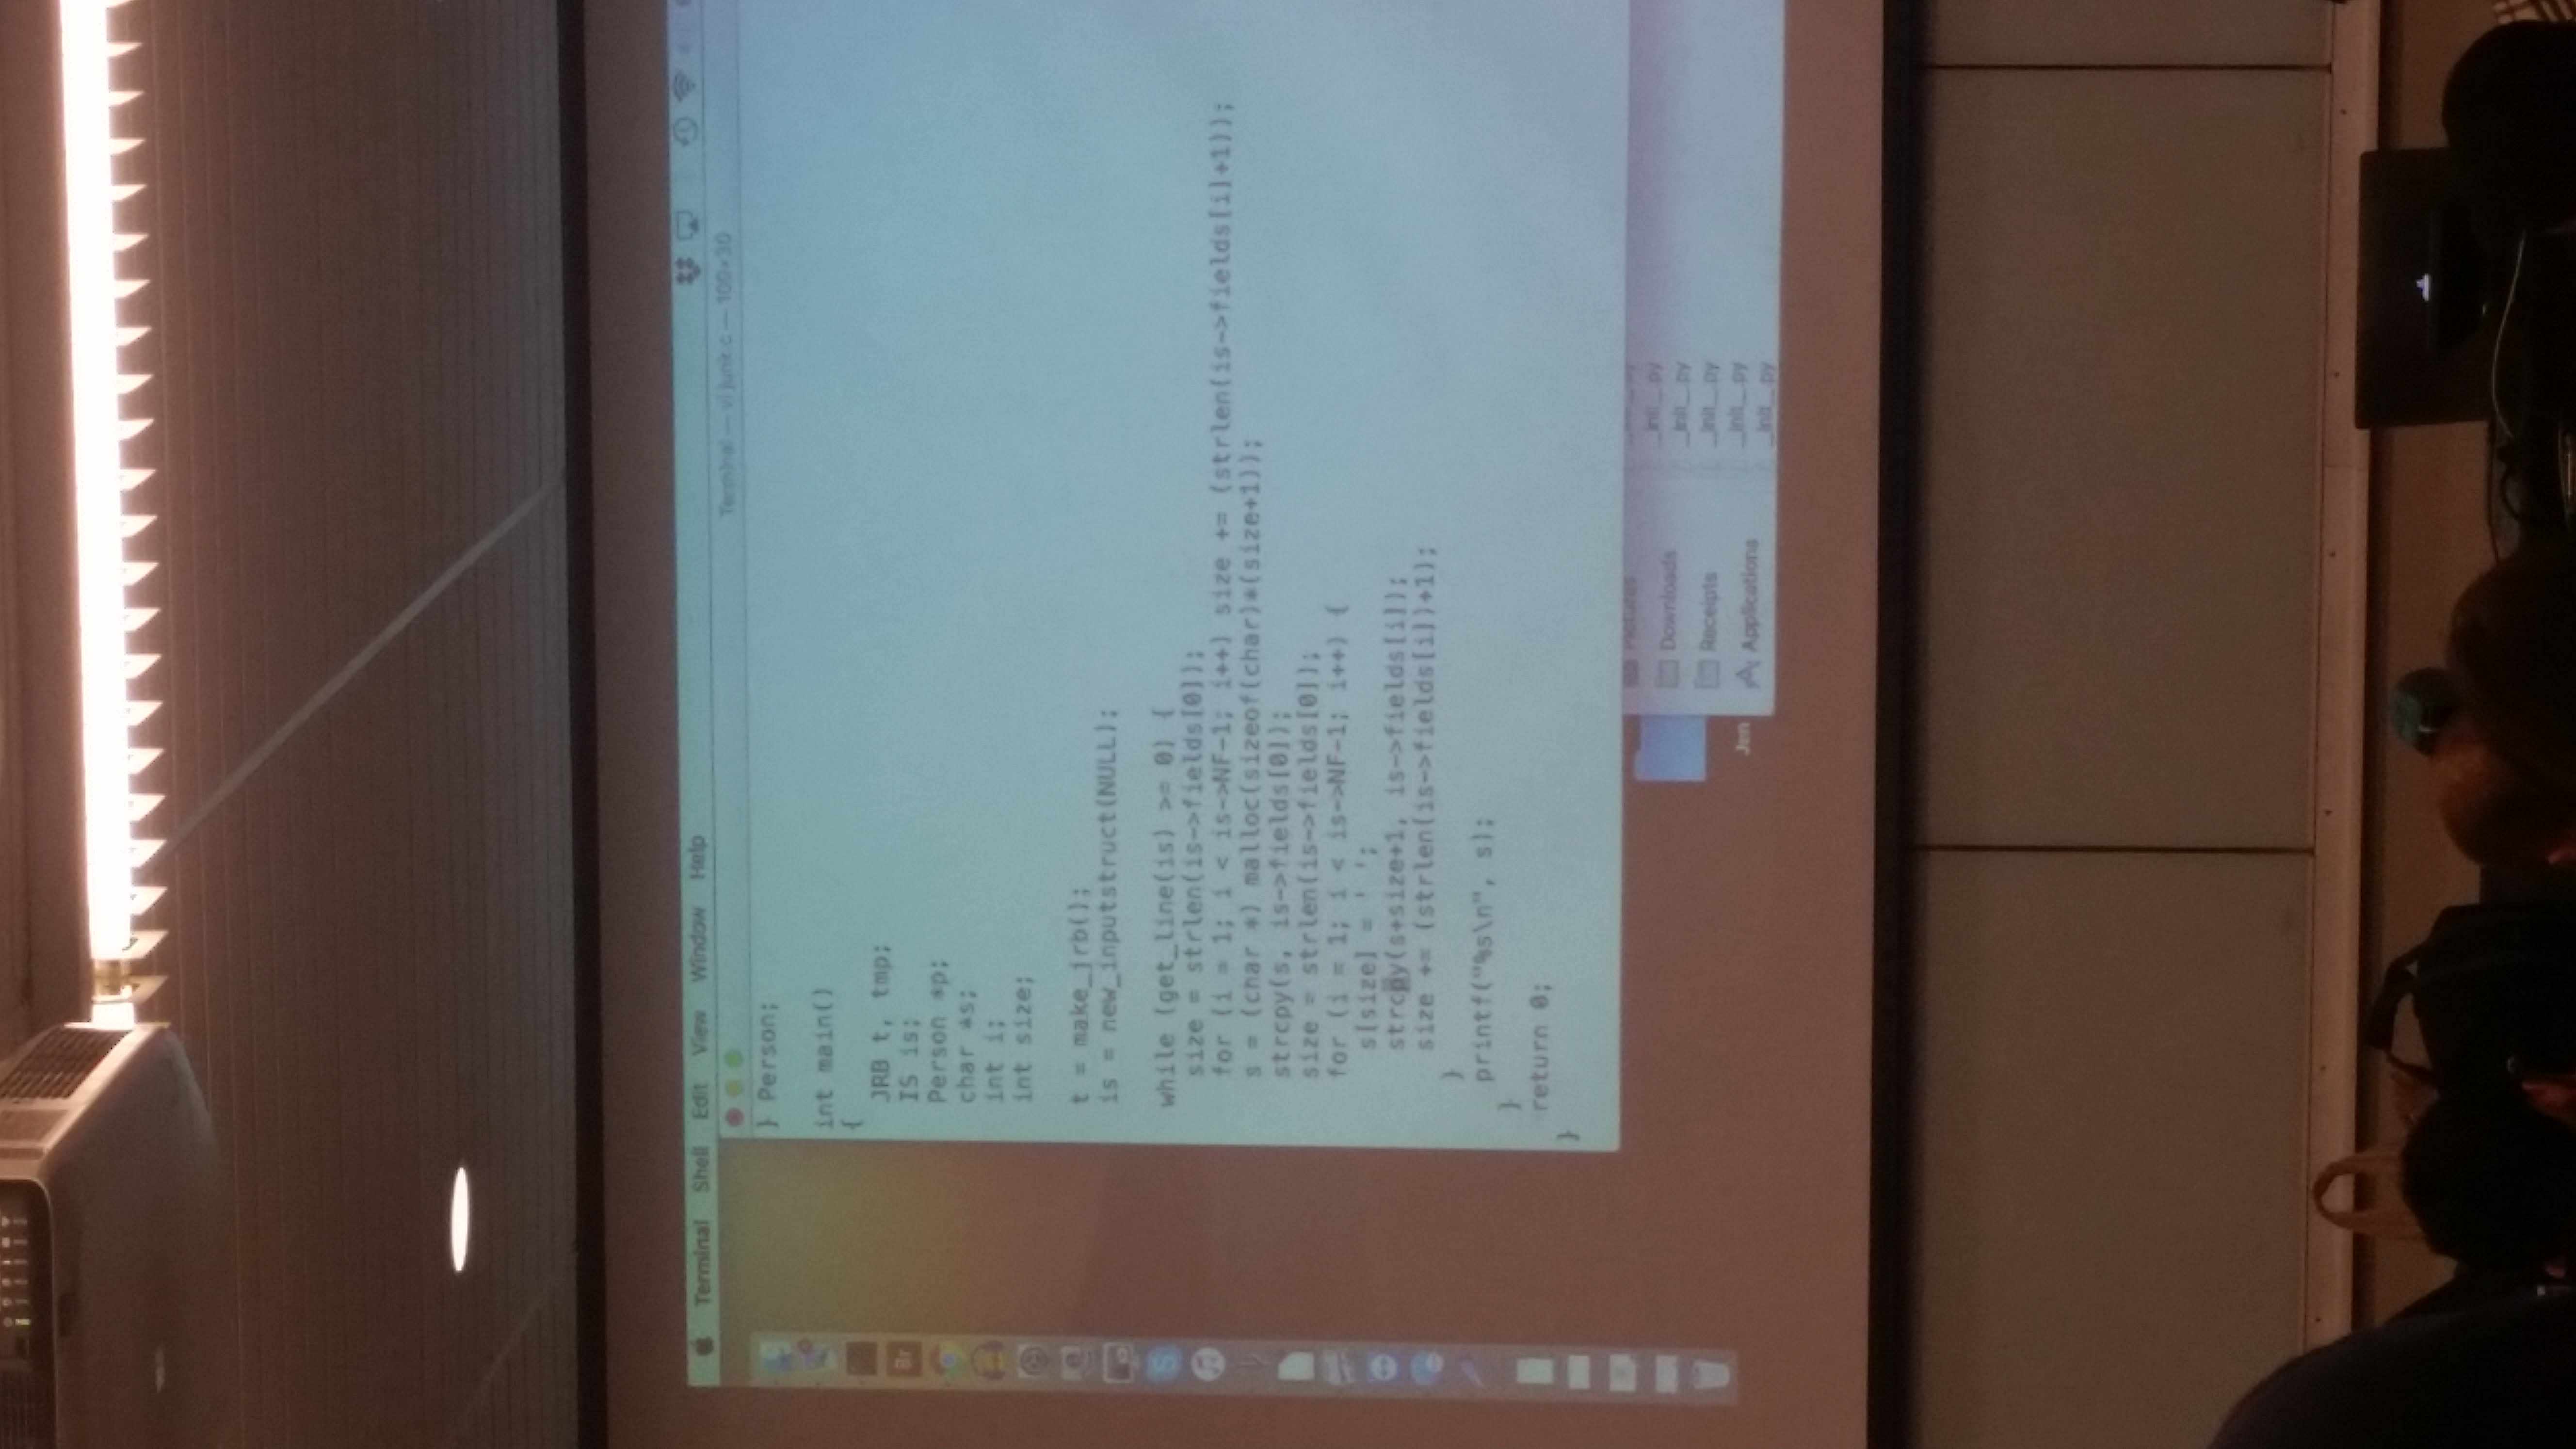 Terminal Shell Edit View Window Help
Terminal — vi junk.c — 100×30
} Person;
int main()
{
JRB t, tmp;
IS is;
Person *p;
char *s;
int i;
int size;
t = make_jrb();
is = new_inputstruct(NULL);
while (get_line(is) >= 0) {
size = strlen(is->fields[0]);
for (i = 1; i < is->NF-1; i++) size += (strlen(is->fields[i]+1));
s = (char *) malloc(sizeof(char)*(size+1));
strcpy(s, is->fields[0]);
size = strlen(is->fields[0]);
for (i = 1; i < is->NF-1; i++) {
s[size] = ' ';
strcpy(s+size+1, is->fields[i]);
size += (strlen(is->fields[i])+1);
}
printf("%s\n", s);
}
return 0;
}
Br
Pictures
Downloads
Receipts
Applications
Jen
__init__.py
__init__.py
__init__.py
__init__.py
__init__.py